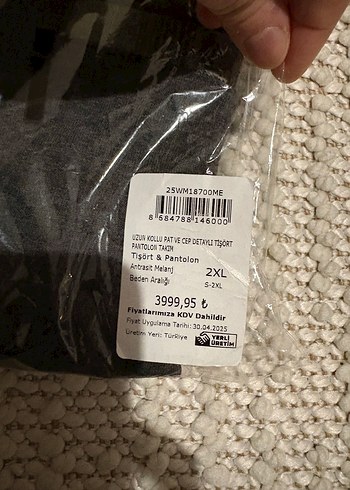 25WM18700ME
8 684788 146000
UZUN KOLLU PAT VE CEP DETAYLI TİŞÖRT
PANTOLON TAKIM
Tişört & Pantolon
Antrasit Melanj 2XL
Beden Aralığı S-2XL
3999,95 ₺
Fiyatlarımıza KDV Dahildir
Fiyat Uygulama Tarihi: 30.04.2025
Üretim Yeri: Türkiye
YERLİ
ÜRETİM